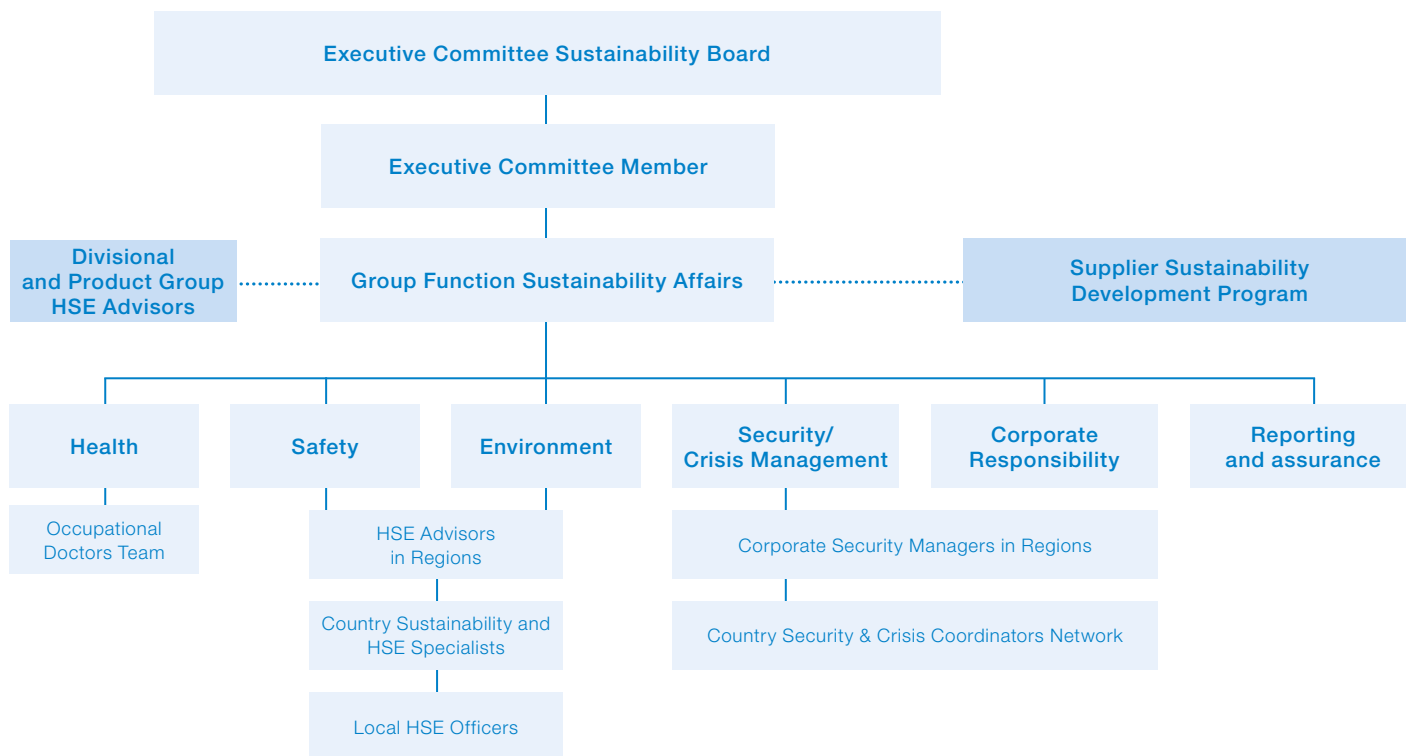 Executive Committee Sustainability Board
Executive Committee Member
Divisional
and Product Group
HSE Advisors
Group Function Sustainability Affairs
Supplier Sustainability
Development Program
Health
Safety
Environment
Security/
Crisis Management
Corporate
Responsibility
Reporting
and assurance
Occupational
Doctors Team
HSE Advisors
in Regions
Corporate Security Managers in Regions
Country Sustainability and
HSE Specialists
Country Security & Crisis Coordinators Network
Local HSE Officers